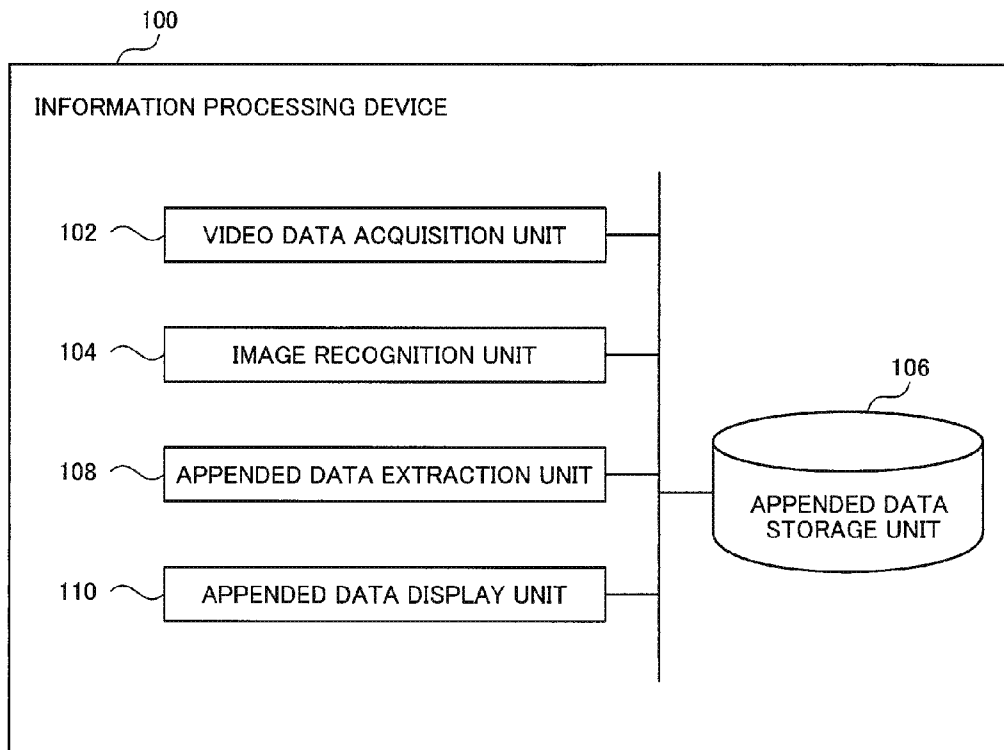 100
INFORMATION PROCESSING DEVICE
102
VIDEO DATA ACQUISITION UNIT
104
IMAGE RECOGNITION UNIT
106
108
APPENDED DATA EXTRACTION UNIT
APPENDED DATA
STORAGE UNIT
110
APPENDED DATA DISPLAY UNIT